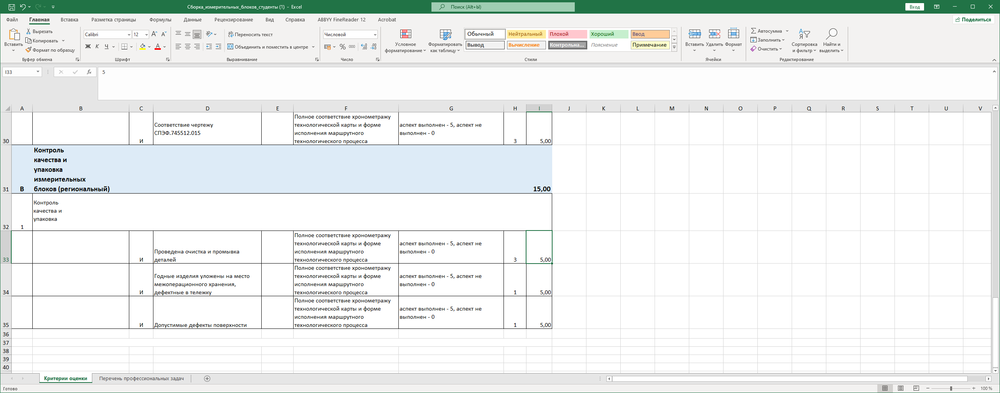 Сборка_измерительных_блоков_студенты (1) - Excel
Поиск (Alt+Ы)
Вход
Файл Главная Вставка Разметка страницы Формулы Данные Рецензирование Вид Справка ABBYY FineReader 12 Acrobat
Поделиться
Вставить
Вырезать
Копировать
Формат по образцу
Буфер обмена
Calibri 12
Ж К Ч А
Шрифт
Переносить текст
Объединить и поместить в центре
Выравнивание
Числовой
% 000
Число
Условное
форматирование
Форматировать
как таблицу
Обычный Нейтральный Плохой Хороший Ввод
Вывод Вычисление Контрольна... Пояснение Примечание
Стили
Вставить Удалить Формат
Ячейки
Автосумма
Заполнить
Очистить
Сортировка
и фильтр
Найти и
выделить
Редактирование
I33
fx
5
A B C D E F G H I J K L M N O P Q R S T U V
30
И
Соответствие чертежу
СПЭФ.745512.015
Полное соответствие хронометражу
технологической карты и форме
исполнения маршрутного
технологического процесса
аспект выполнен - 5, аспект не
выполнен - 0
3
5,00
31
В
Контроль
качества и
упаковка
измерительных
блоков (региональный)
15,00
32
1
Контроль
качества и
упаковка
33
И
Проведена очистка и промывка
деталей
Полное соответствие хронометражу
технологической карты и форме
исполнения маршрутного
технологического процесса
аспект выполнен - 5, аспект не
выполнен - 0
3
5,00
34
И
Годные изделия уложены на место
межоперационного хранения,
дефектные в тележку
Полное соответствие хронометражу
технологической карты и форме
исполнения маршрутного
технологического процесса
аспект выполнен - 5, аспект не
выполнен - 0
1
5,00
35
И
Допустимые дефекты поверхности
Полное соответствие хронометражу
технологической карты и форме
исполнения маршрутного
технологического процесса
аспект выполнен - 5, аспект не
выполнен - 0
1
5,00
36
37
38
39
40
Критерии оценки Перечень профессиональных задач
Готово
100 %